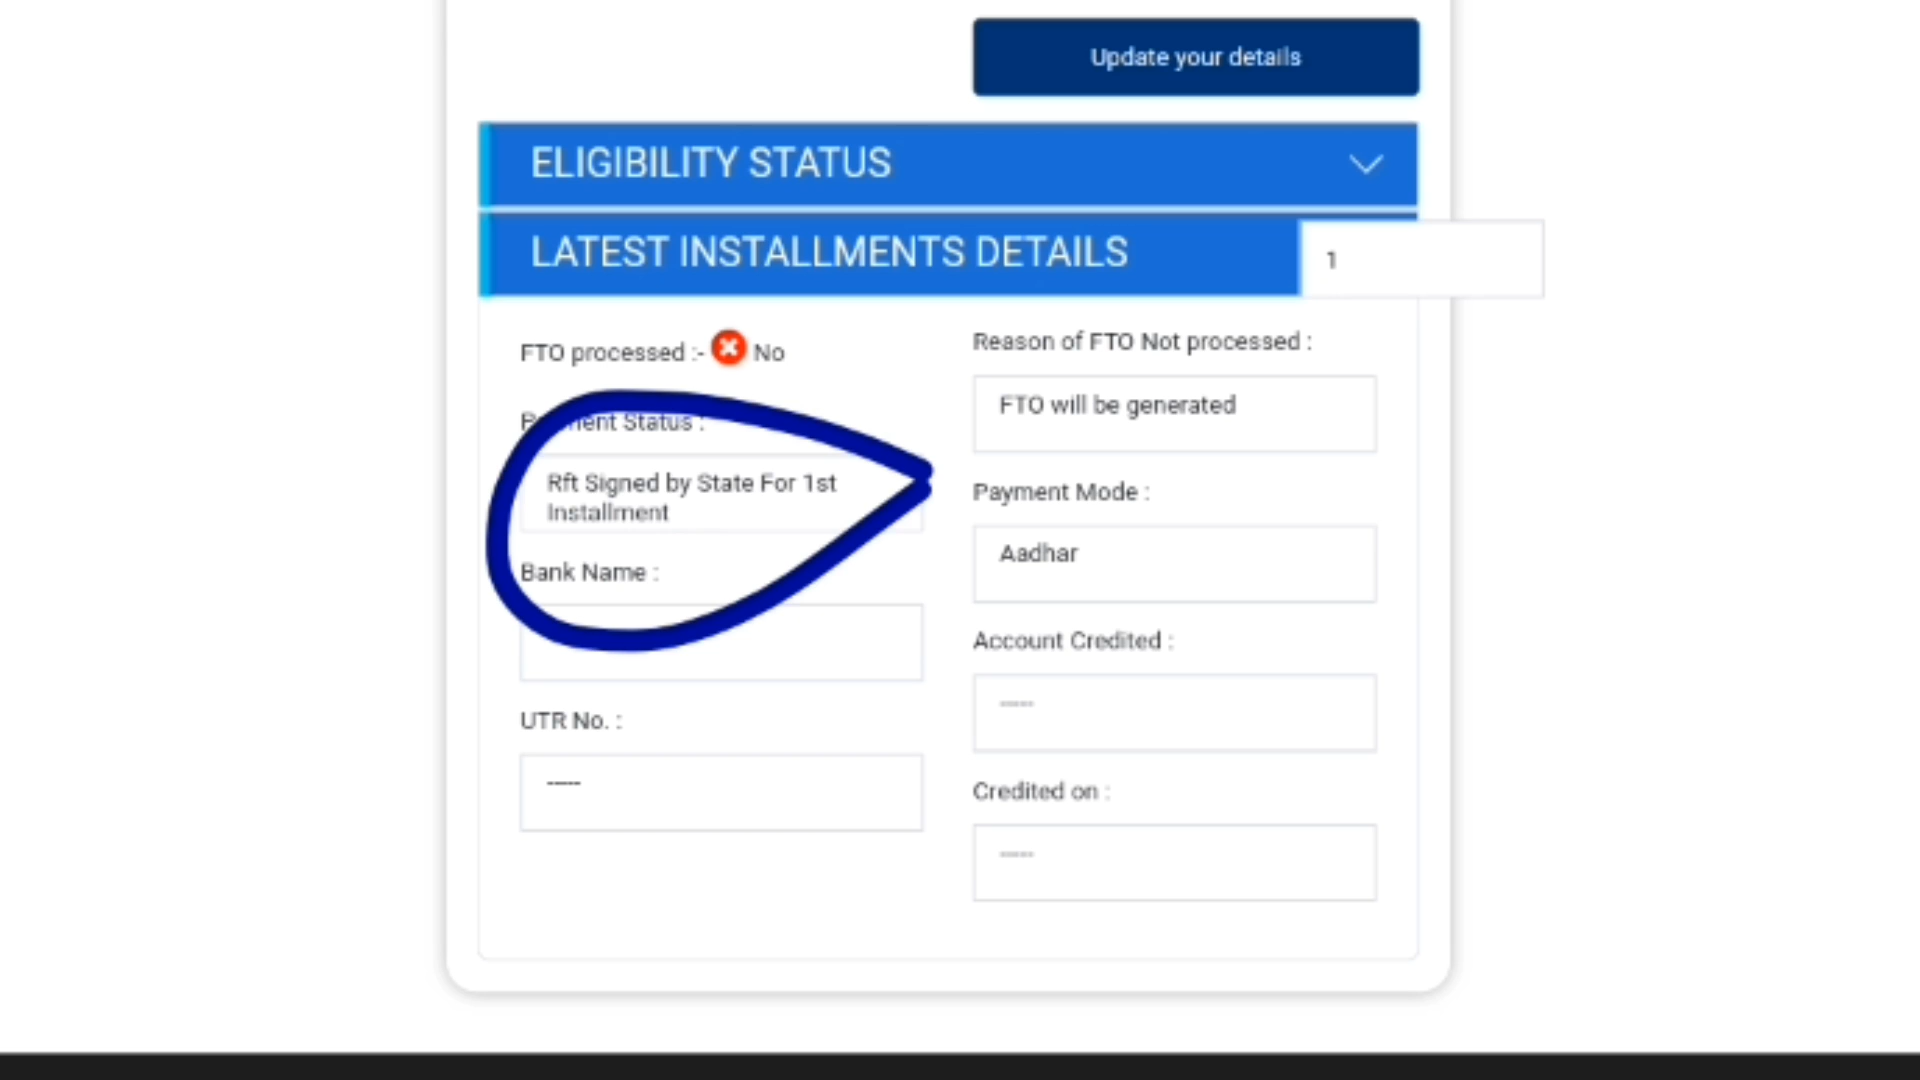 Update your details
ELIGIBILITY STATUS
LATEST INSTALLMENTS DETAILS
1
FTO processed :- No
Reason of FTO Not processed :
FTO will be generated
Status :
Rft Signed by State For 1st
Installment
Payment Mode :
Aadhar
Bank Name :
Account Credited :
-----
UTR No. :
-----
Credited on :
-----